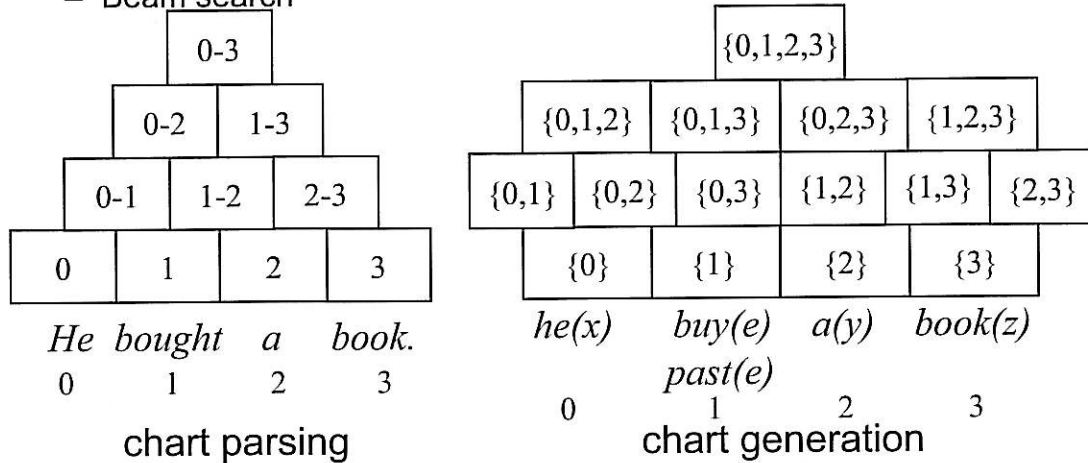 – Beam search
0-3
0-2 1-3
0-1 1-2 2-3
0 1 2 3
He bought a book.
0 1 2 3
chart parsing
{0,1,2,3}
{0,1,2} {0,1,3} {0,2,3} {1,2,3}
{0,1} {0,2} {0,3} {1,2} {1,3} {2,3}
{0} {1} {2} {3}
he(x) buy(e) a(y) book(z)
past(e)
0 1 2 3
chart generation